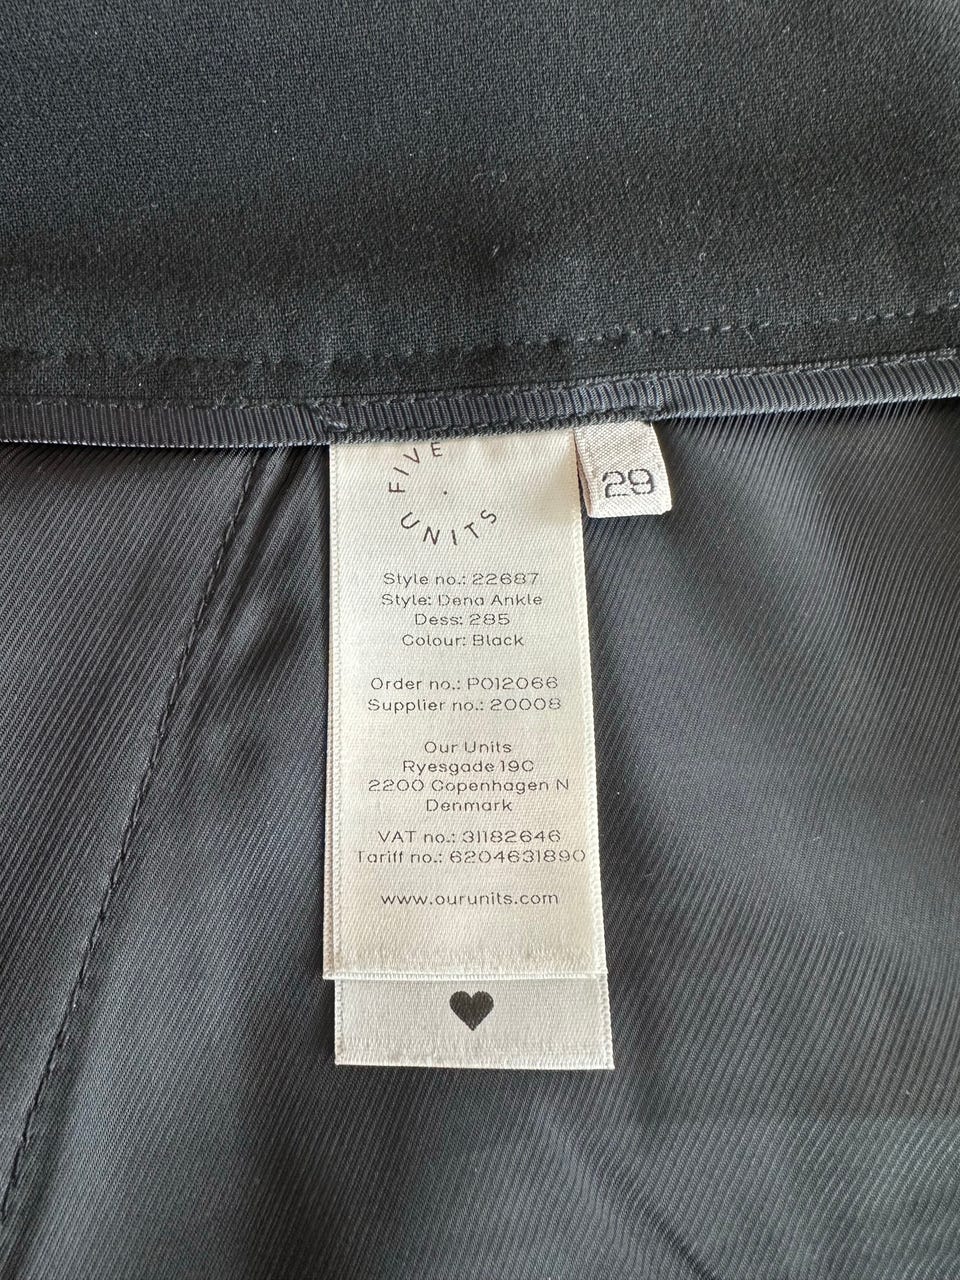 FIVE
UNITS
29
Style no.: 22687
Style: Dena Ankle
Dess: 285
Colour: Black
Order no.: P012066
Supplier no.: 20008
Our Units
Ryesgade 19C
2200 Copenhagen N
Denmark
VAT no.: 31182646
Tariff no.: 6204631890
www.ourunits.com